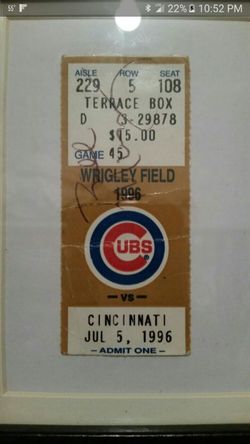 55° 22% 10:52 PM
AISLE ROW SEAT
229 5 108
TERRACE BOX
D J-29878
$15.00
GAME 45
WRIGLEY FIELD
1996
CUBS
- VS -
CINCINNATI
JUL 5, 1996
- ADMIT ONE -